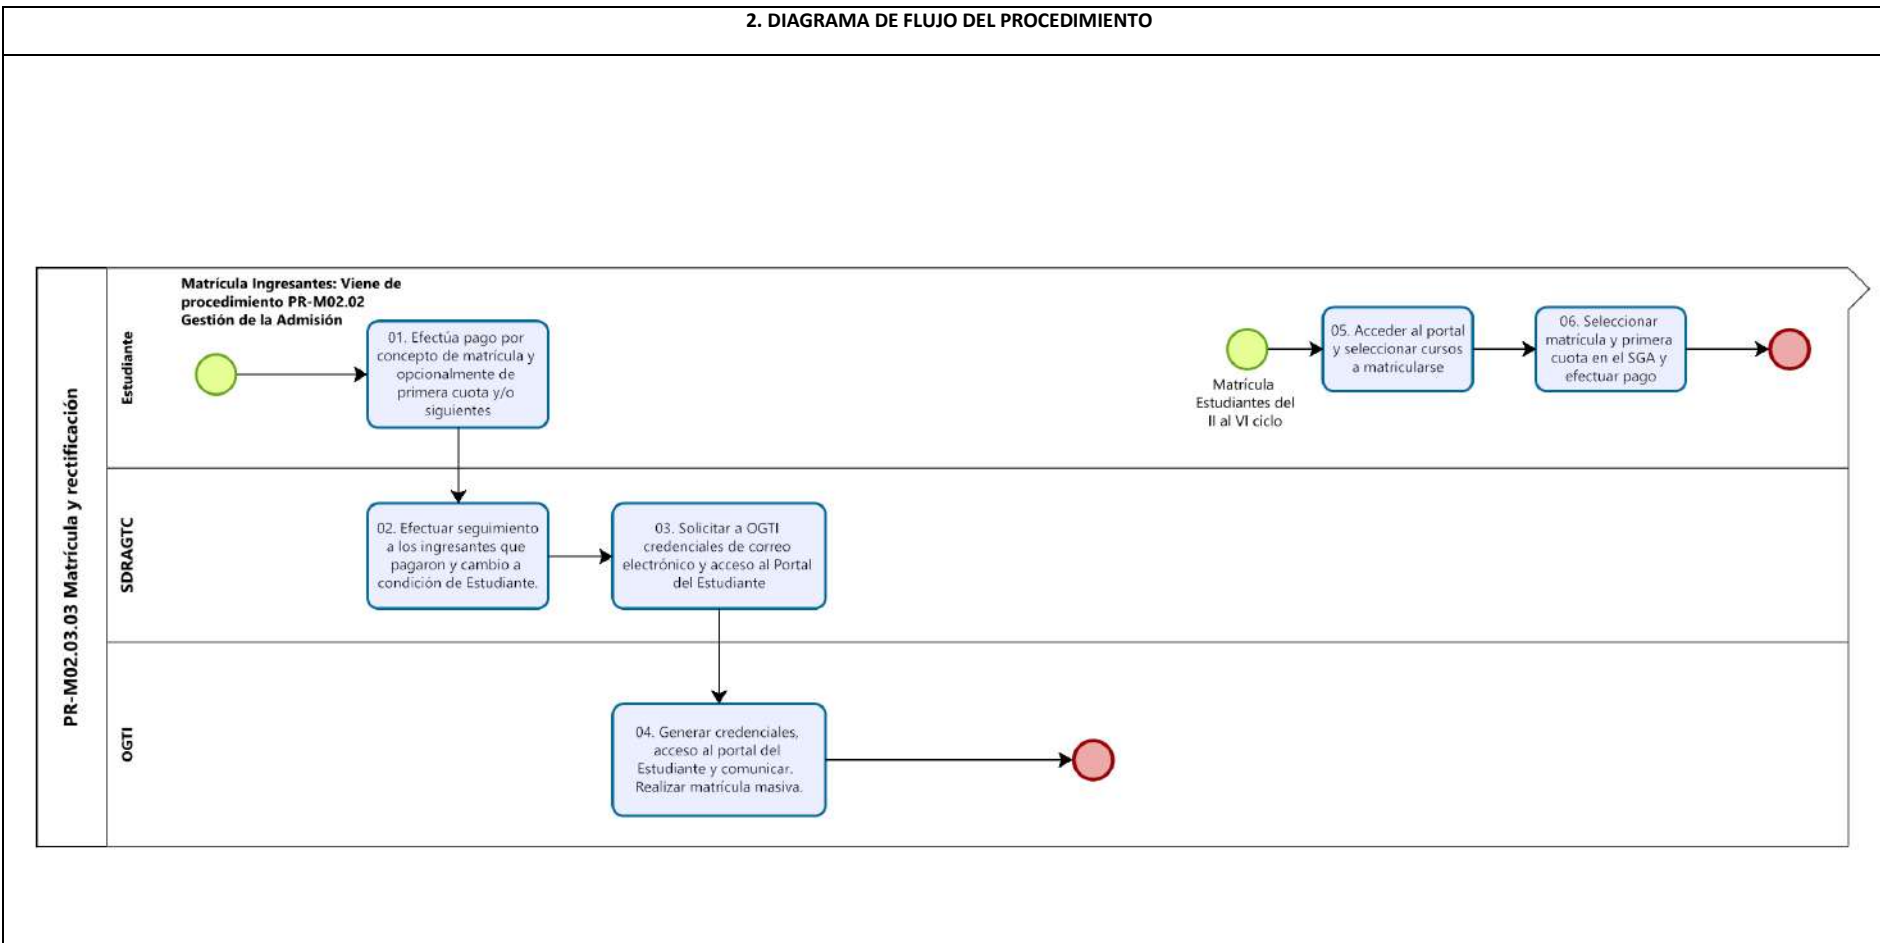 2. DIAGRAMA DE FLUJO DEL PROCEDIMIENTO
PR-M02.03.03 Matrícula y rectificación
Estudiante
Matrícula Ingresantes: Viene de
procedimiento PR-M02.02
Gestión de la Admisión
01. Efectúa pago por
concepto de matrícula y
opcionalmente de
primera cuota y/o
siguientes
Matrícula
Estudiantes del
II al VI ciclo
05. Acceder al portal
y seleccionar cursos
a matricularse
06. Seleccionar
matrícula y primera
cuota en el SGA y
efectuar pago
SDRAGTC
02. Efectuar seguimiento
a los ingresantes que
pagaron y cambio a
condición de Estudiante.
03. Solicitar a OGTI
credenciales de correo
electrónico y acceso al Portal
del Estudiante
OGTI
04. Generar credenciales,
acceso al portal del
Estudiante y comunicar.
Realizar matrícula masiva.